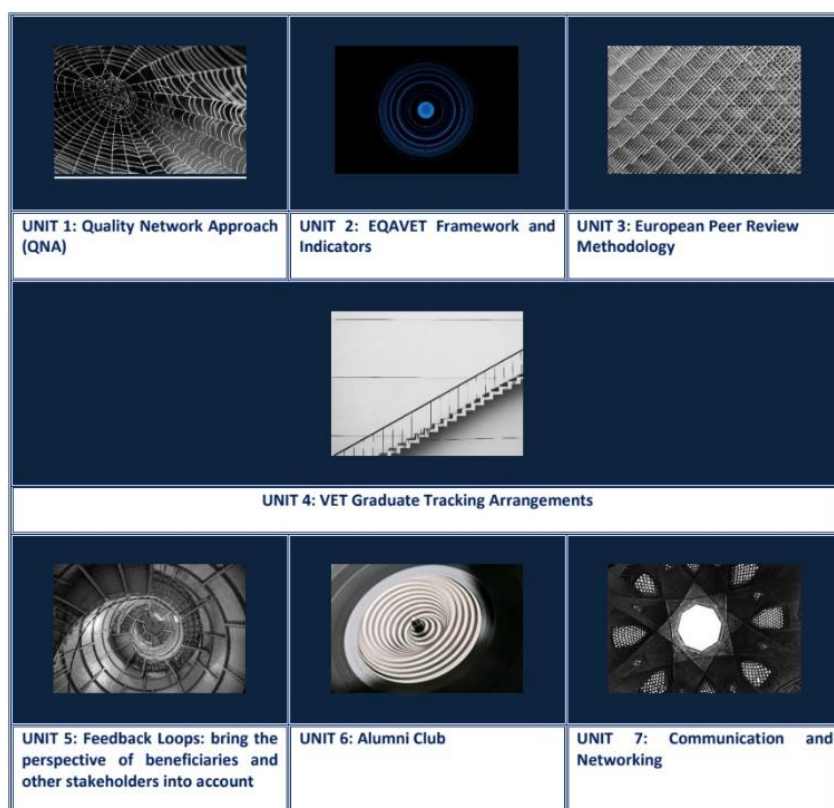 UNIT 1: Quality Network Approach
(QNA)
UNIT 2: EQAVET Framework and
Indicators
UNIT 3: European Peer Review
Methodology
UNIT 4: VET Graduate Tracking Arrangements
UNIT 5: Feedback Loops: bring the
perspective of beneficiaries and
other stakeholders into account
UNIT 6: Alumni Club
UNIT 7: Communication and
Networking